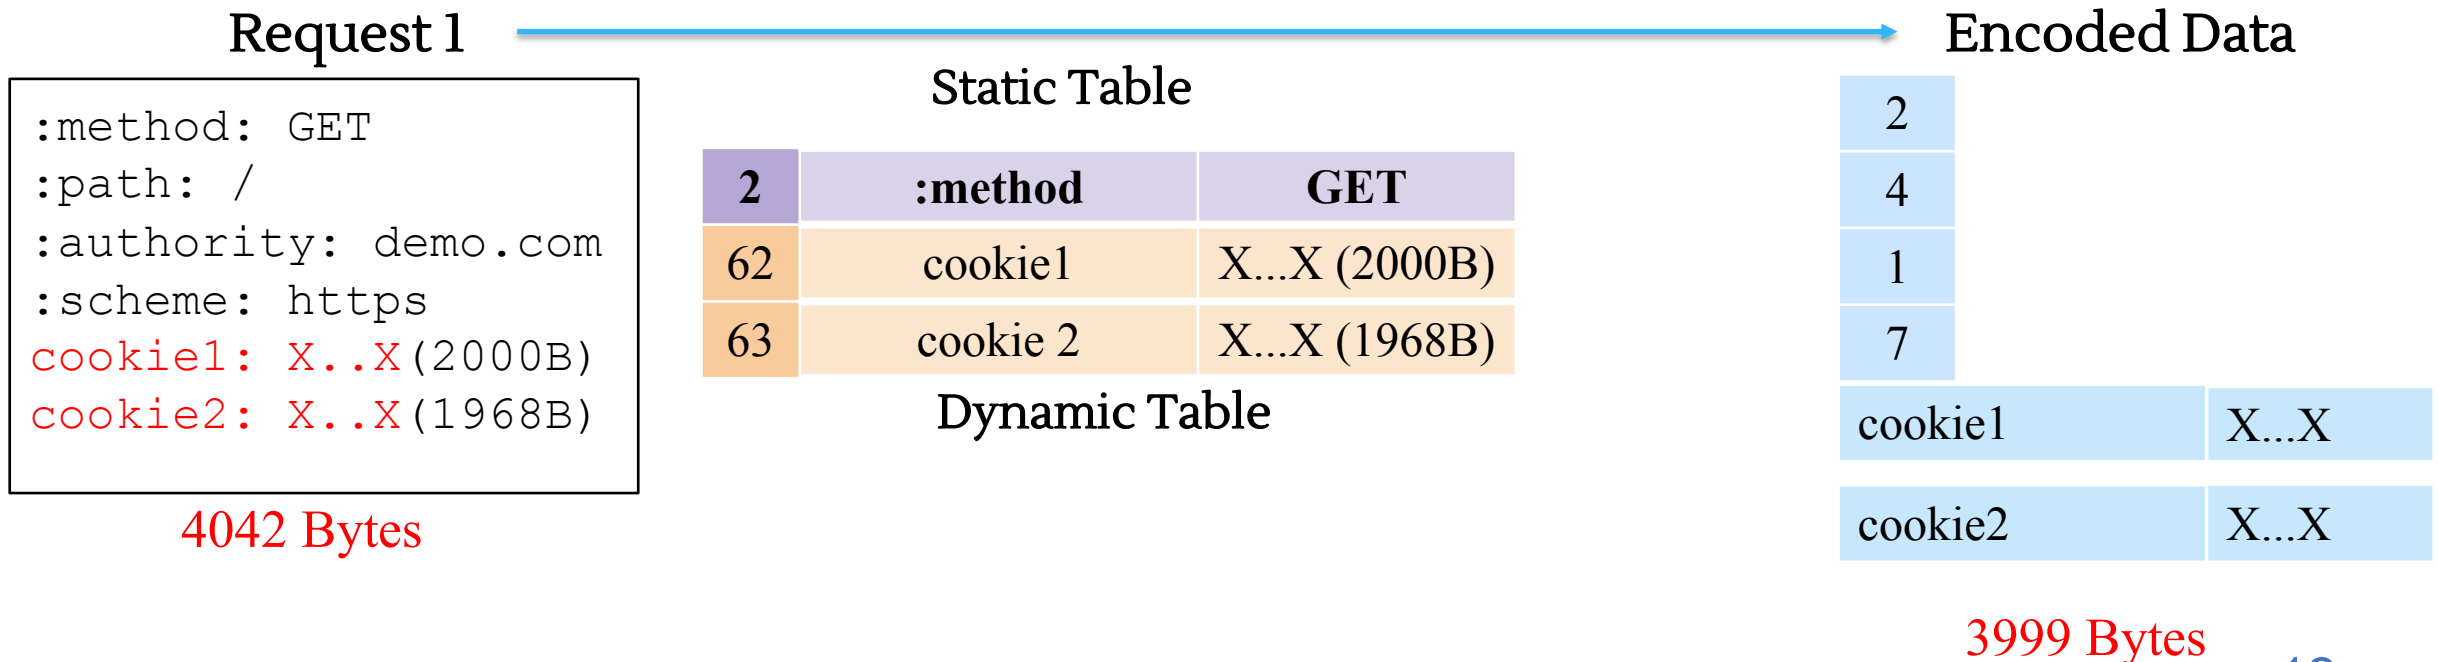 Request 1
Encoded Data
:method: GET
:path: /
:authority: demo.com
:scheme: https
cookie1: X..X(2000B)
cookie2: X..X(1968B)
4042 Bytes
Static Table
2 :method GET
62 cookie1 X...X (2000B)
63 cookie 2 X...X (1968B)
Dynamic Table
2
4
1
7
cookie1 X...X
cookie2 X...X
3999 Bytes